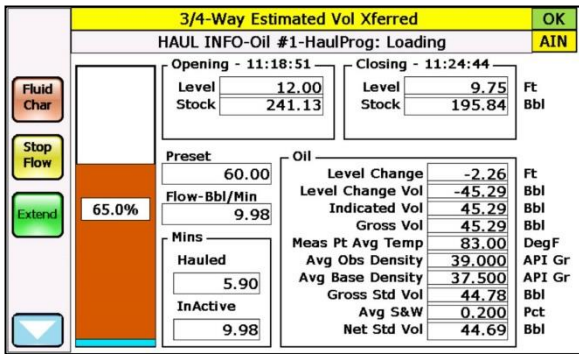 3/4-Way Estimated Vol Xferred OK
HAUL INFO-Oil #1-HaulProg: Loading AIN
Opening - 11:18:51 Closing - 11:24:44
Fluid Char
Level 12.00 Level 9.75 Ft
Stock 241.13 Stock 195.84 Bbl
Stop Flow
Extend
65.0%
Preset
60.00
Flow-Bbl/Min
9.98
Mins
Hauled
5.90
InActive
9.98
Oil
Level Change -2.26 Ft
Level Change Vol -45.29 Bbl
Indicated Vol 45.29 Bbl
Gross Vol 45.29 Bbl
Meas Pt Avg Temp 83.00 DegF
Avg Obs Density 39.000 API Gr
Avg Base Density 37.500 API Gr
Gross Std Vol 44.78 Bbl
Avg S&W 0.200 Pct
Net Std Vol 44.69 Bbl